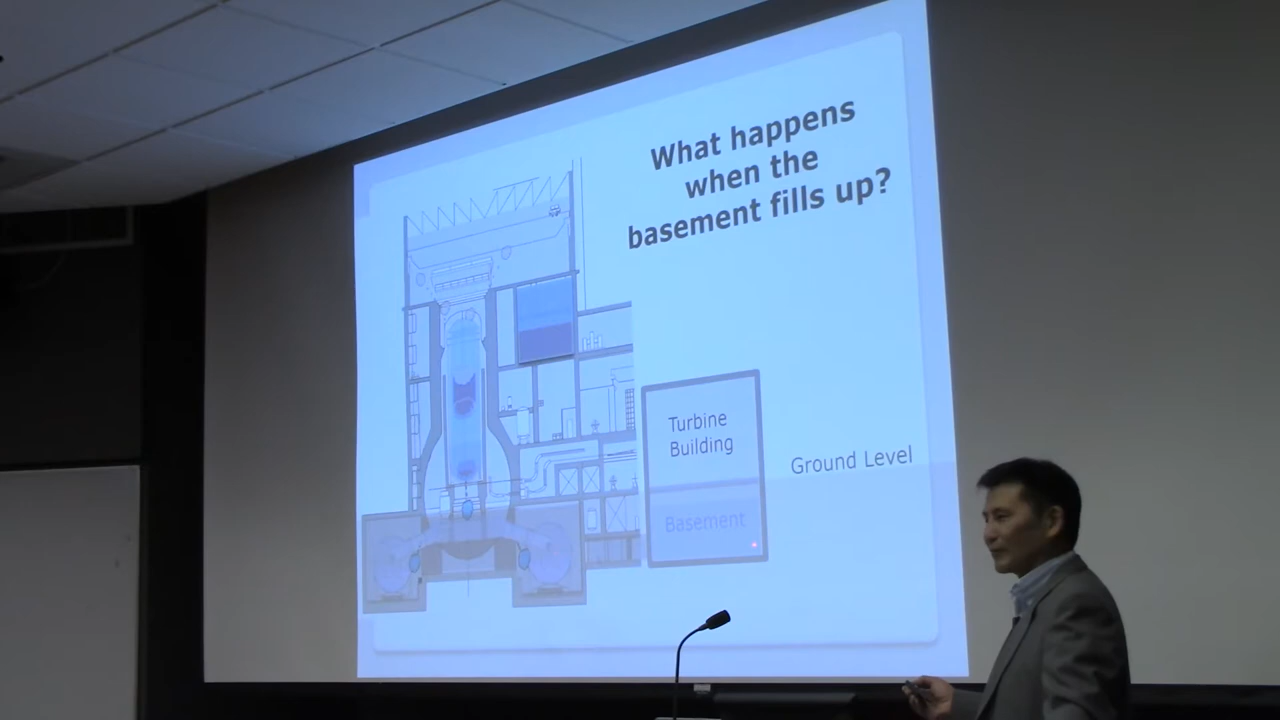 What happens
when the
basement fills up?
Turbine
Building
Ground Level
Basement